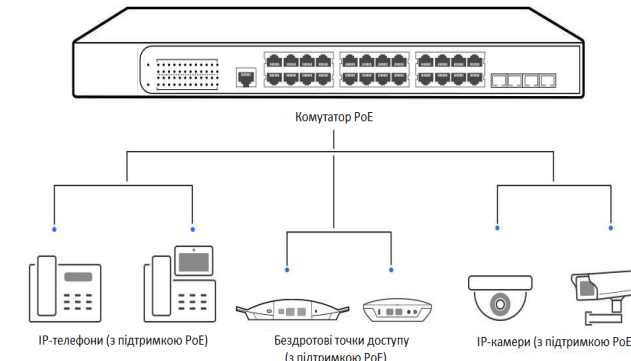 Комутатор PoE
IP-телефони (з підтримкою PoE)
Бездротові точки доступу
(з підтримкою PoE)
IP-камери (з підтримкою PoE